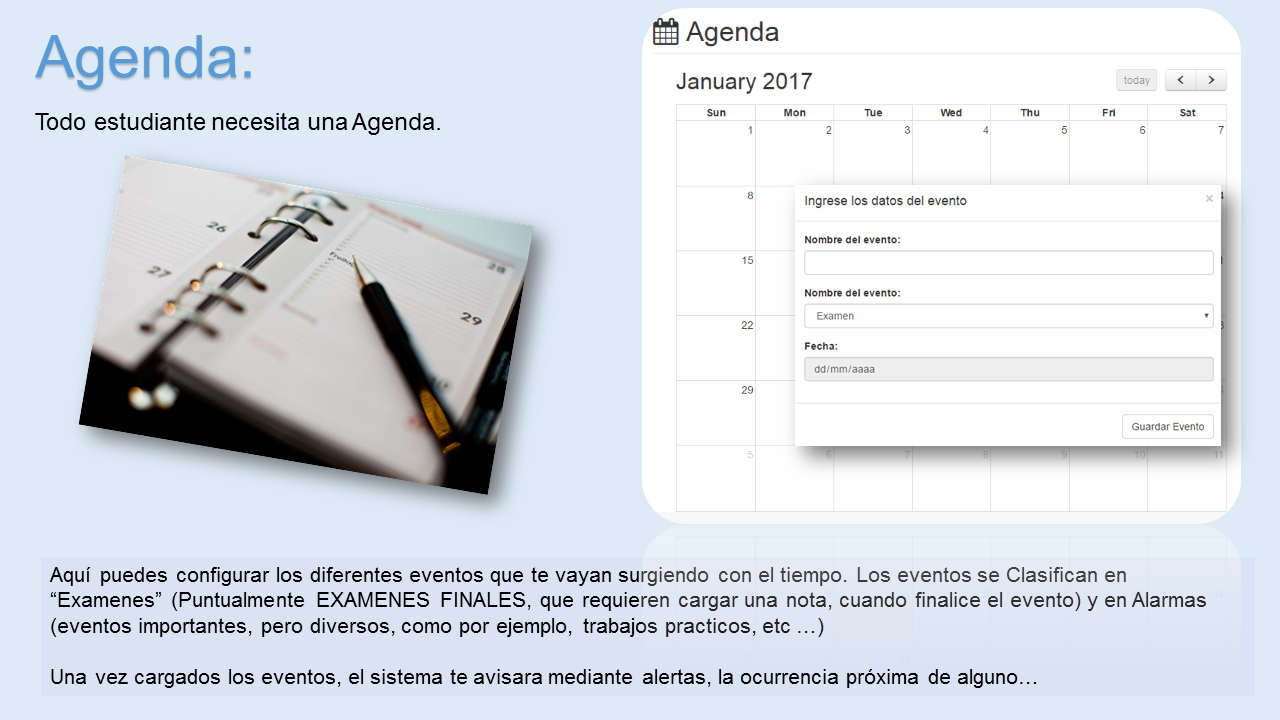 Agenda:
Todo estudiante necesita una Agenda.
26
27
28
29
Agenda
January 2017
today
Sun Mon Tue Wed Thu Fri Sat
1 2 3 4 5 6 7
8
15
22
29
5 6 7 8 9 10 11
Ingrese los datos del evento ×
Nombre del evento:
Nombre del evento:
Examen
Fecha:
dd/mm/aaaa
Guardar Evento
Aquí puedes configurar los diferentes eventos que te vayan surgiendo con el tiempo. Los eventos se Clasifican en
“Examenes” (Puntualmente EXAMENES FINALES, que requieren cargar una nota, cuando finalice el evento) y en Alarmas
(eventos importantes, pero diversos, como por ejemplo, trabajos practicos, etc …)
Una vez cargados los eventos, el sistema te avisara mediante alertas, la ocurrencia próxima de alguno…